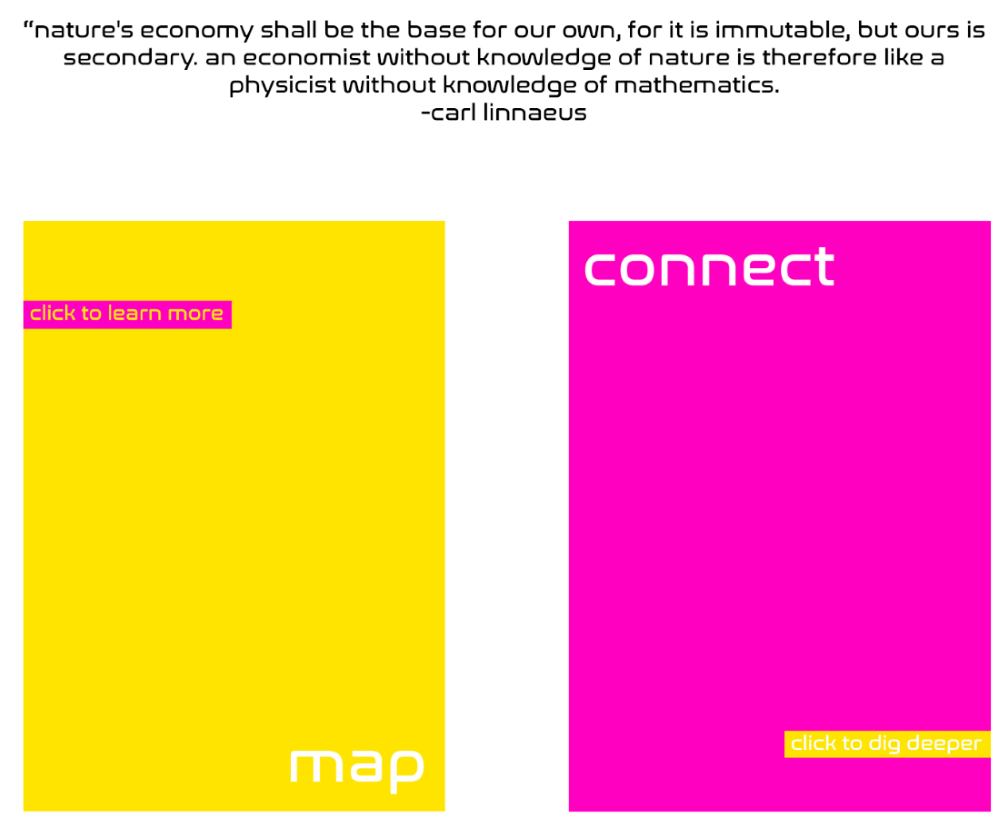 “nature's economy shall be the base for our own, for it is immutable, but ours is
secondary. an economist without knowledge of nature is therefore like a
physicist without knowledge of mathematics.
-carl linnaeus
click to learn more
map
connect
click to dig deeper